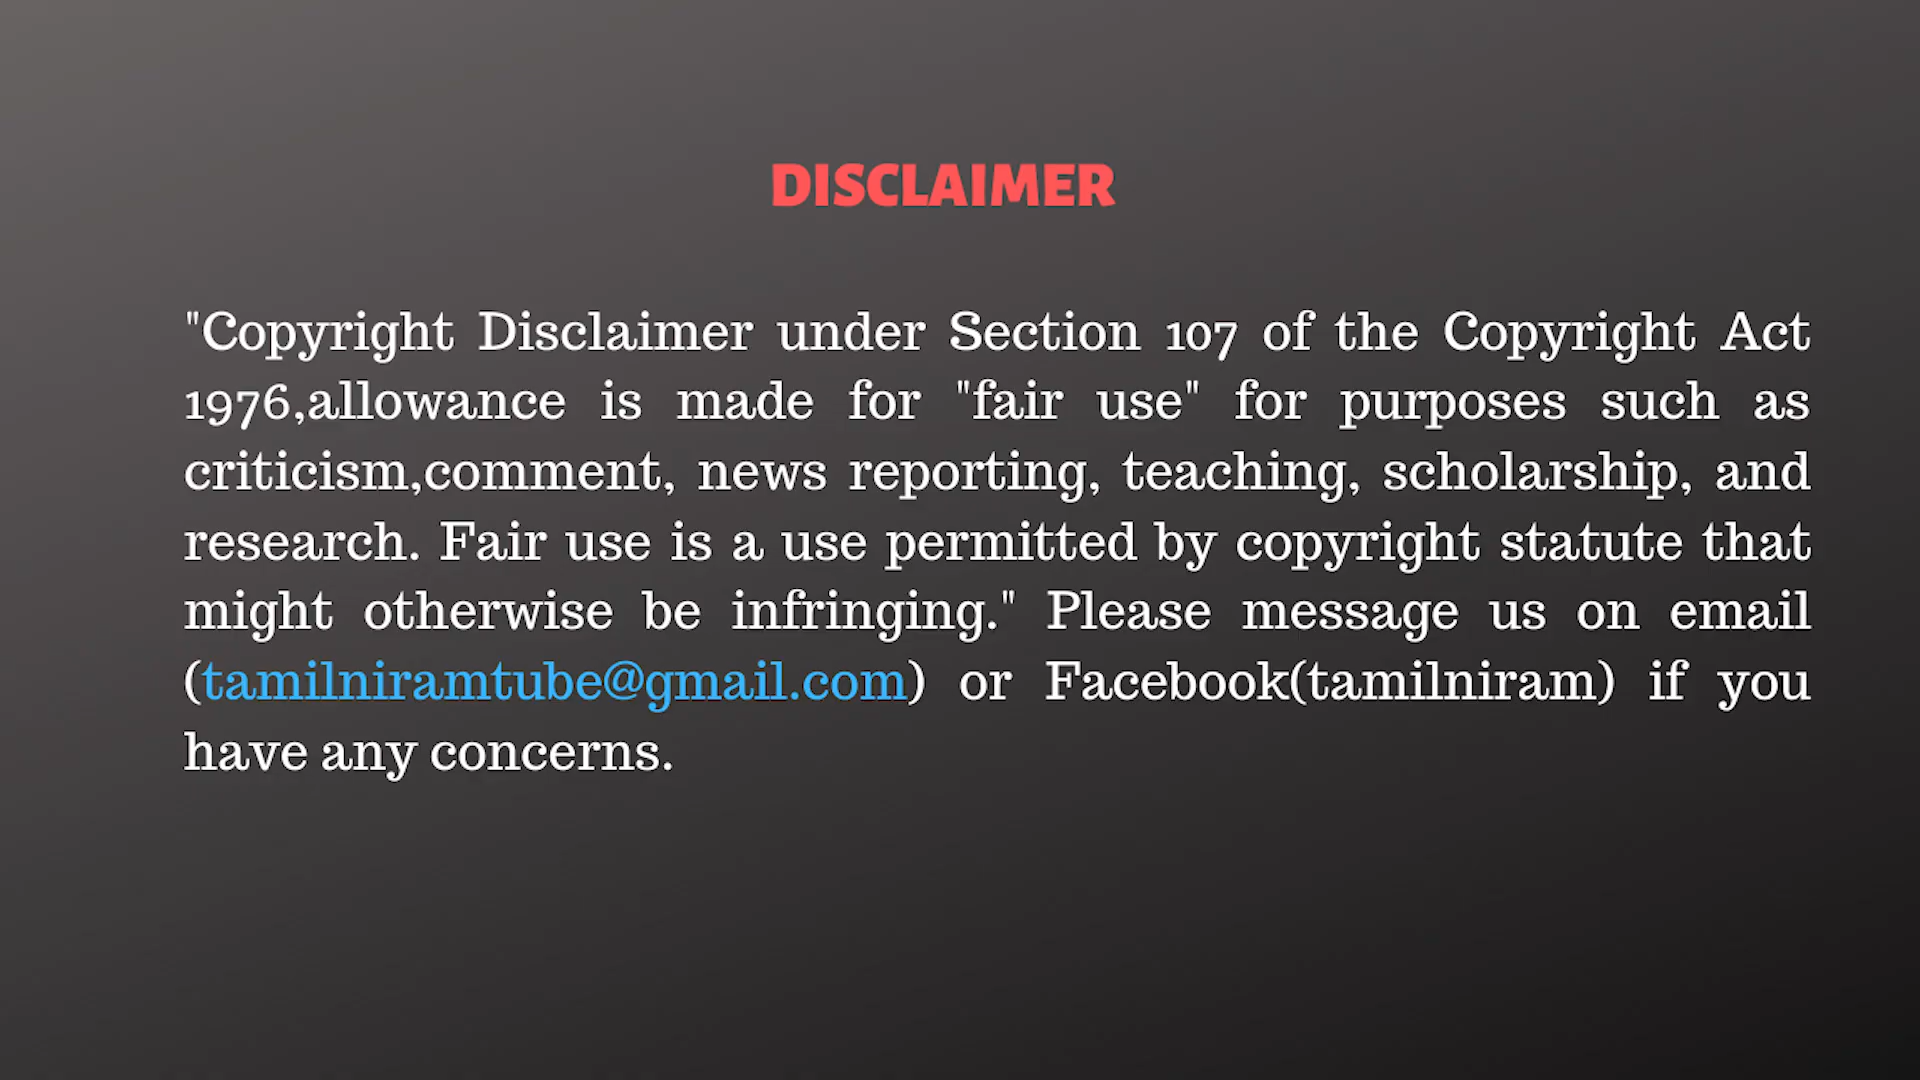 DISCLAIMER
"Copyright Disclaimer under Section 107 of the Copyright Act
1976,allowance is made for "fair use" for purposes such as
criticism,comment, news reporting, teaching, scholarship, and
research. Fair use is a use permitted by copyright statute that
might otherwise be infringing." Please message us on email
(tamilniramtube@gmail.com) or Facebook(tamilniram) if you
have any concerns.